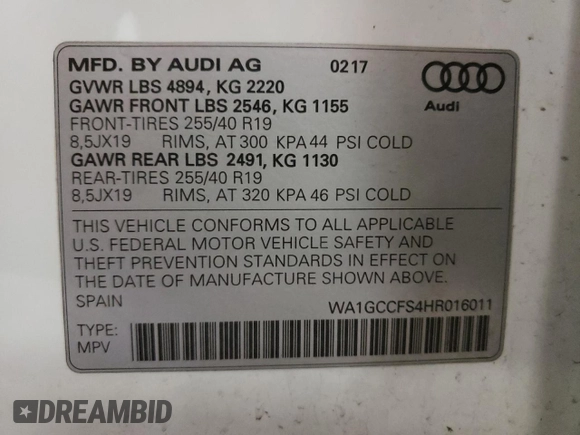 MFD. BY AUDI AG 0217
GVWR LBS 4894, KG 2220
GAWR FRONT LBS 2546, KG 1155
FRONT-TIRES 255/40 R19
8,5JX19 RIMS, AT 300 KPA 44 PSI COLD
GAWR REAR LBS 2491, KG 1130
REAR-TIRES 255/40 R19
8,5JX19 RIMS, AT 320 KPA 46 PSI COLD
Audi
THIS VEHICLE CONFORMS TO ALL APPLICABLE
U.S. FEDERAL MOTOR VEHICLE SAFETY AND
THEFT PREVENTION STANDARDS IN EFFECT ON
THE DATE OF MANUFACTURE SHOWN ABOVE.
SPAIN WA1GCCFS4HR016011
TYPE:
MPV
DREAMBID